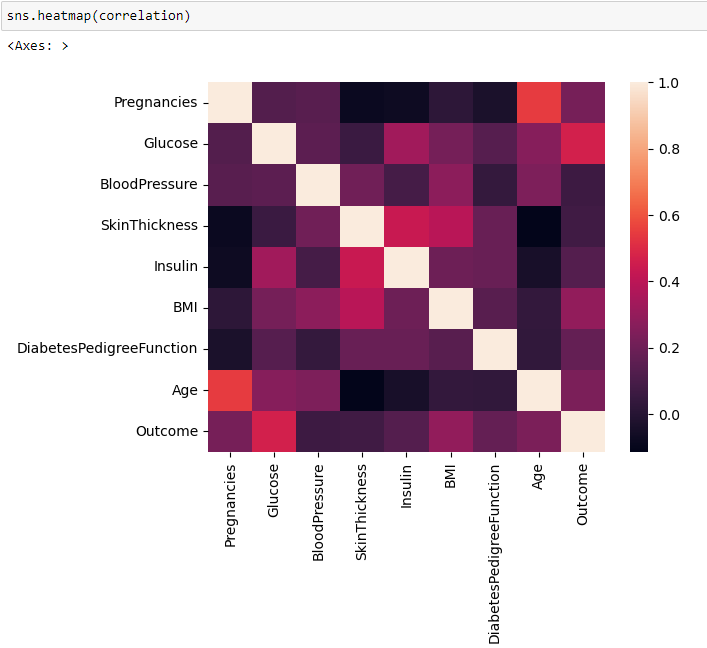 sns.heatmap(correlation)
<Axes: >
Pregnancies
Glucose
BloodPressure
SkinThickness
Insulin
BMI
DiabetesPedigreeFunction
Age
Outcome
Pregnancies
Glucose
BloodPressure
SkinThickness
Insulin
BMI
DiabetesPedigreeFunction
Age
Outcome
1.0
0.8
0.6
0.4
0.2
0.0